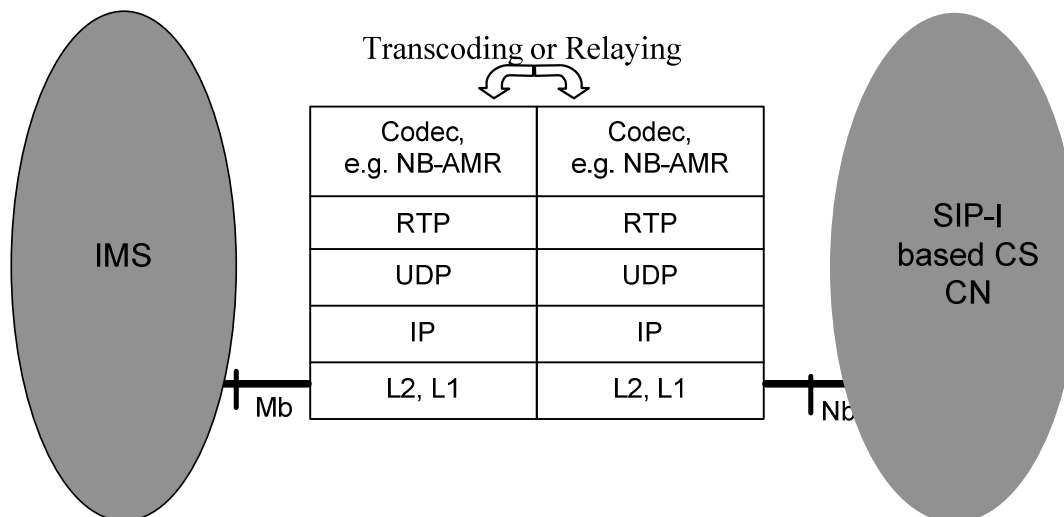 Transcoding or Relaying
IMS
Codec,
e.g. NB-AMR
Codec,
e.g. NB-AMR
RTP
RTP
UDP
UDP
IP
IP
L2, L1
L2, L1
Mb
Nb
SIP-I
based CS
CN